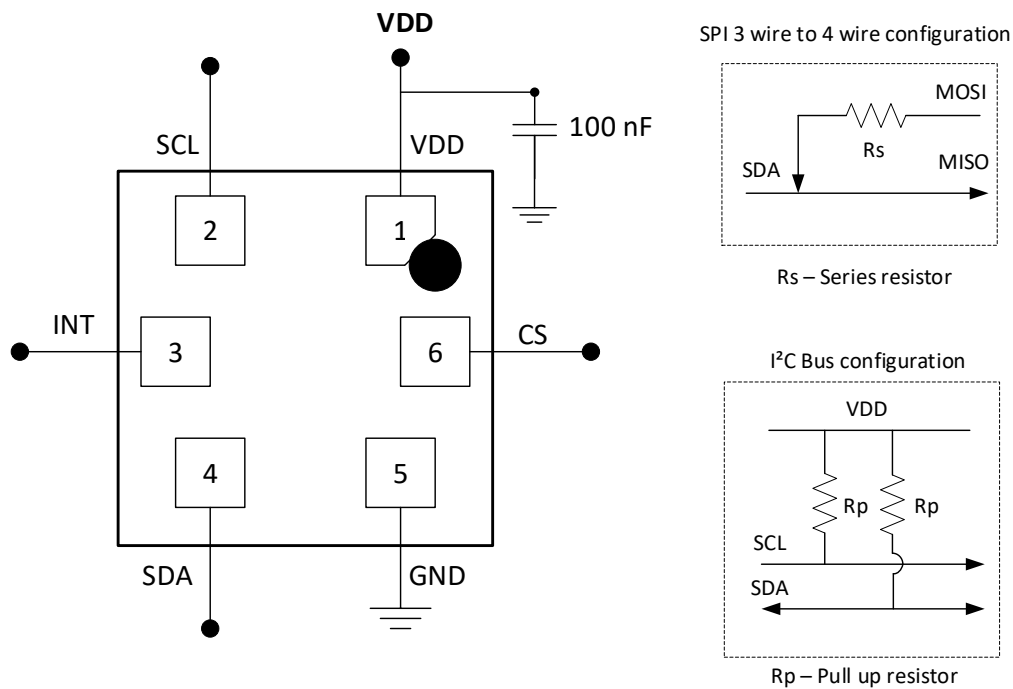 VDD
100 nF
SCL
VDD
2
1
INT
3
6
CS
4
5
SDA
GND
SPI 3 wire to 4 wire configuration
MOSI
Rs
SDA
MISO
Rs – Series resistor
I²C Bus configuration
VDD
Rp
Rp
SCL
SDA
Rp – Pull up resistor